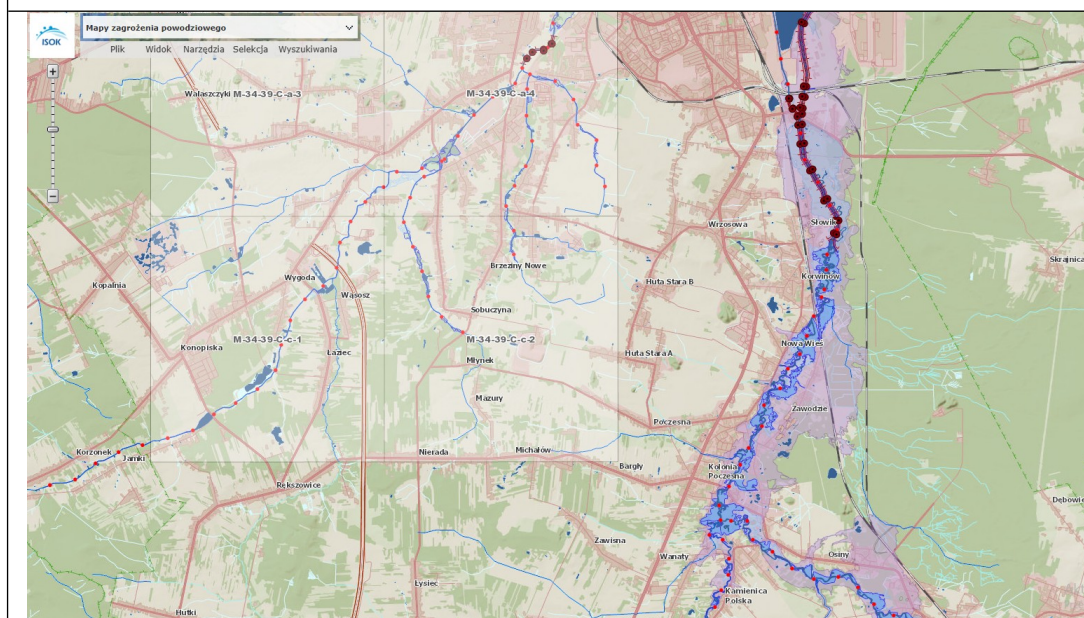 Mapy zagrożenia powodziowego
ISOK
Plik Widok Narzędzia Selekcja Wyszukiwania
Walaszczyki
M-34-39-C-a-3
M-34-39-C-a-4
Wrzosowa
Słowik
Skrajnica
Brzeziny Nowe
Korwinów
Wygoda
Kopalnia
Wąsosz
Huta Stara B
Sobuczyna
Konopiska
M-34-39-C-c-1
Łaziec
M-34-39-C-c-2
Nowa Wieś
Huta Stara A
Młynek
Mazury
Zawodzie
Poczesna
Korzonek
Jamki
Nierada
Michałów
Bargły
Kolonia
Poczesna
Rększowice
Dębowie
Zawisna
Wanaty
Osiny
Łysiec
Kamienica
Polska
Hutki